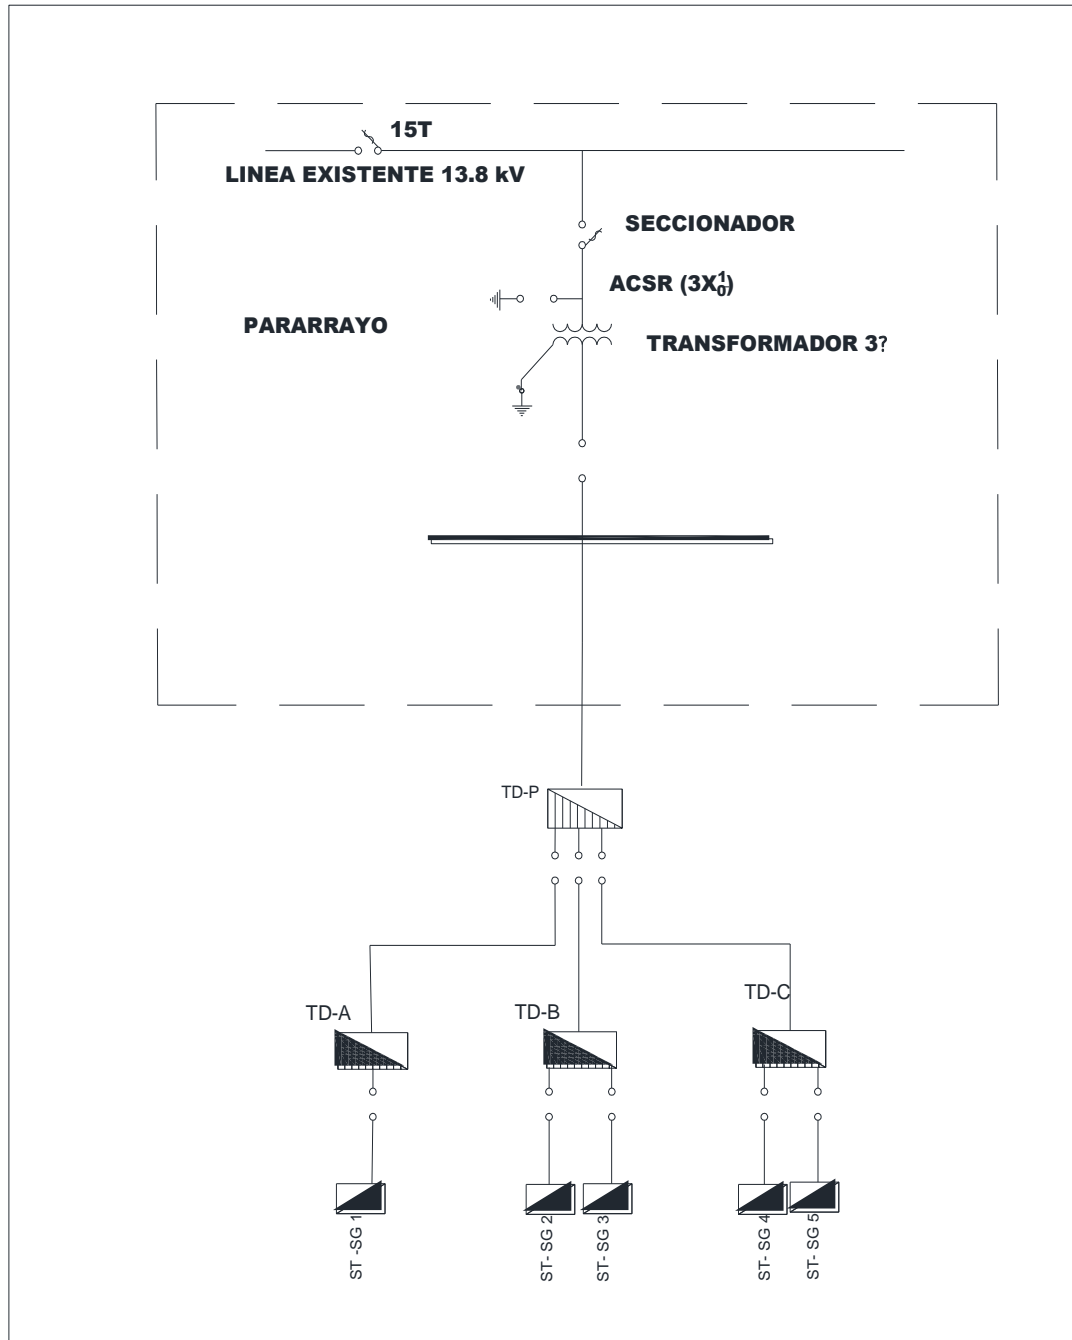 15T
LINEA EXISTENTE 13.8 kV
SECCIONADOR
ACSR (3X1/0)
PARARRAYO
TRANSFORMADOR 3?
TD-P
TD-A
TD-B
TD-C
ST -SG 1
ST- SG 2
ST- SG 3
ST- SG 4
ST- SG 5